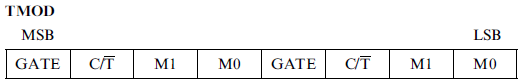 TMOD
MSB LSB
GATE C/T̅ M1 M0 GATE C/T̅ M1 M0